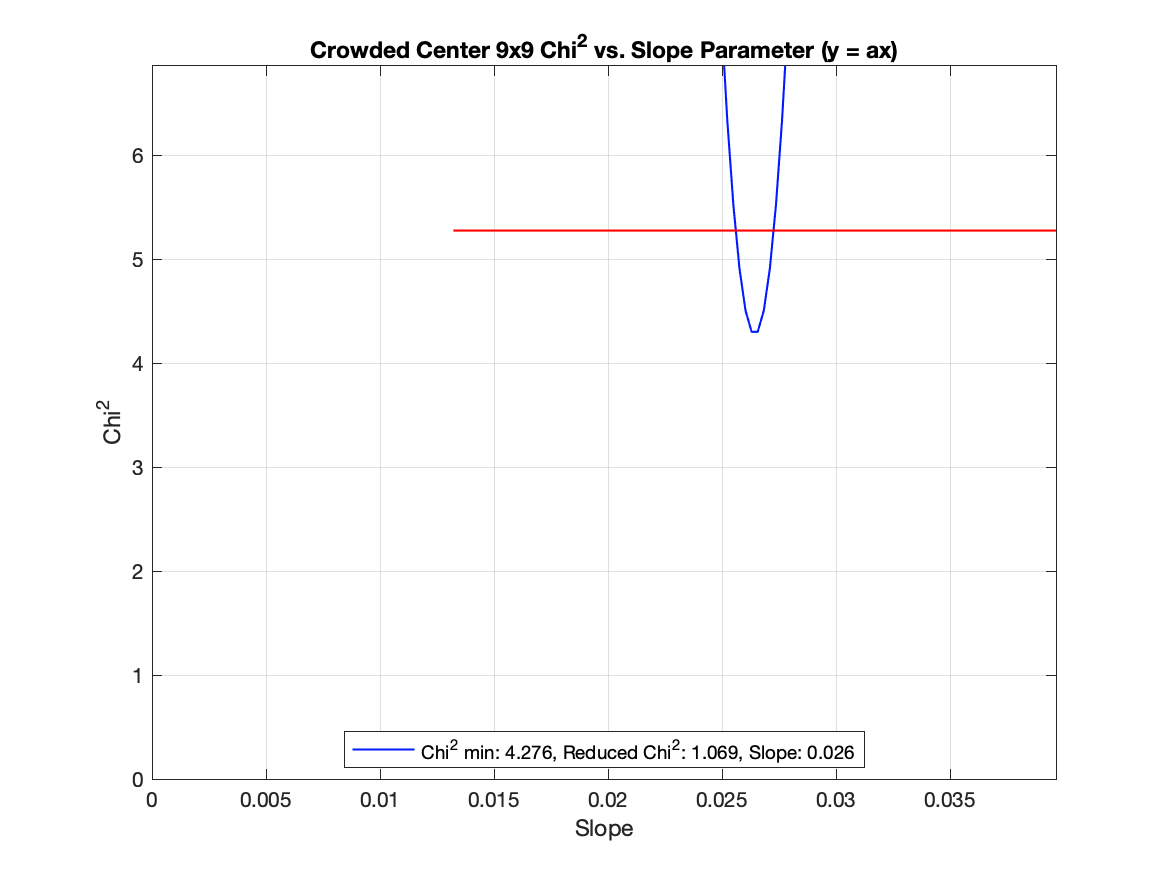 Crowded Center 9x9 Chi² vs. Slope Parameter (y = ax)
6
5
4
3
2
1
0
Chi²
Chi² min: 4.276, Reduced Chi²: 1.069, Slope: 0.026
0 0.005 0.01 0.015 0.02 0.025 0.03 0.035
Slope